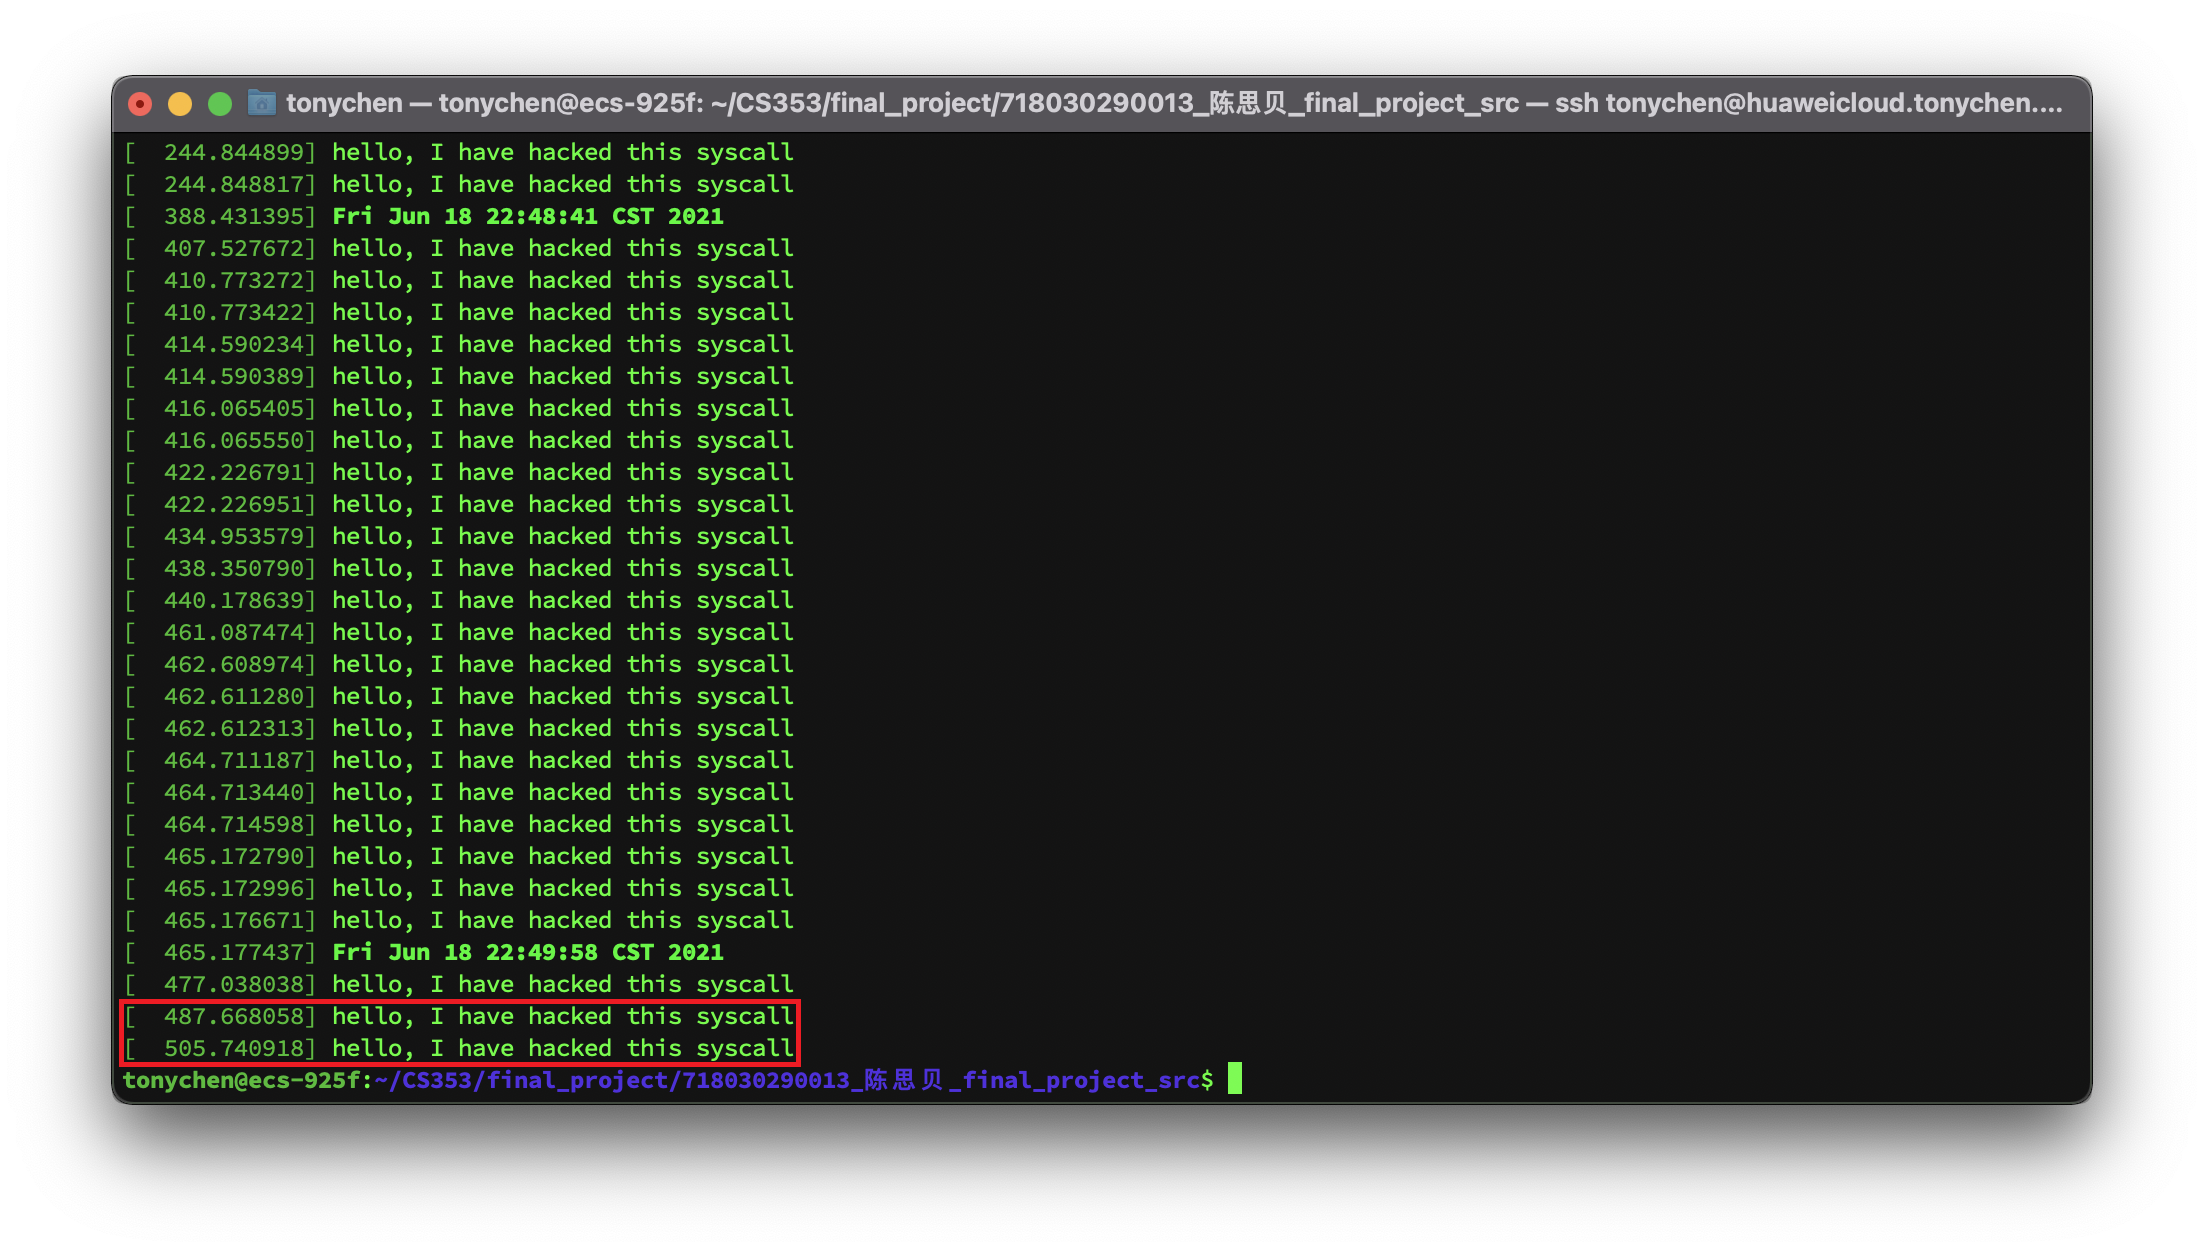 tonychen — tonychen@ecs-925f: ~/CS353/final_project/718030290013_陈思贝_final_project_src — ssh tonychen@huaweicloud.tonychen....
[  244.844899] hello, I have hacked this syscall
[  244.848817] hello, I have hacked this syscall
[  388.431395] Fri Jun 18 22:48:41 CST 2021
[  407.527672] hello, I have hacked this syscall
[  410.773272] hello, I have hacked this syscall
[  410.773422] hello, I have hacked this syscall
[  414.590234] hello, I have hacked this syscall
[  414.590389] hello, I have hacked this syscall
[  416.065405] hello, I have hacked this syscall
[  416.065550] hello, I have hacked this syscall
[  422.226791] hello, I have hacked this syscall
[  422.226951] hello, I have hacked this syscall
[  434.953579] hello, I have hacked this syscall
[  438.350790] hello, I have hacked this syscall
[  440.178639] hello, I have hacked this syscall
[  461.087474] hello, I have hacked this syscall
[  462.608974] hello, I have hacked this syscall
[  462.611280] hello, I have hacked this syscall
[  462.612313] hello, I have hacked this syscall
[  464.711187] hello, I have hacked this syscall
[  464.713440] hello, I have hacked this syscall
[  464.714598] hello, I have hacked this syscall
[  465.172790] hello, I have hacked this syscall
[  465.172996] hello, I have hacked this syscall
[  465.176671] hello, I have hacked this syscall
[  465.177437] Fri Jun 18 22:49:58 CST 2021
[  477.038038] hello, I have hacked this syscall
[  487.668058] hello, I have hacked this syscall
[  505.740918] hello, I have hacked this syscall
tonychen@ecs-925f:~/CS353/final_project/718030290013_陈思贝_final_project_src$